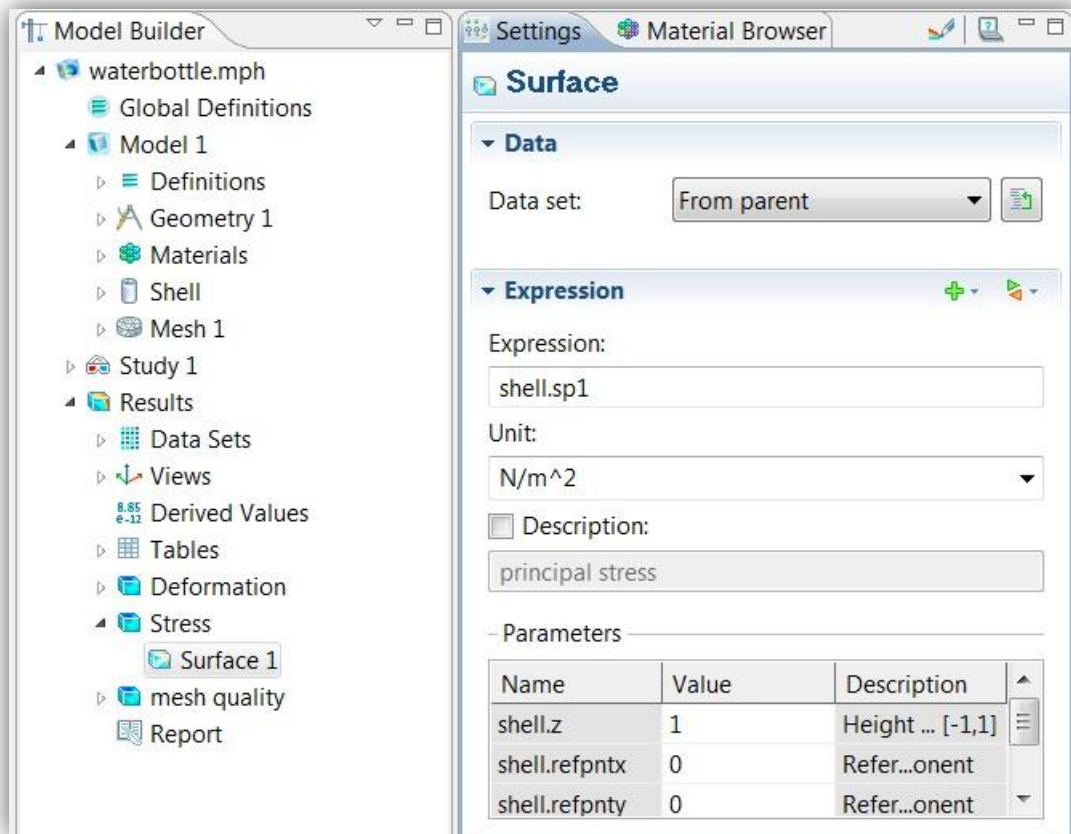 Model Builder
waterbottle.mph
Global Definitions
Model 1
Definitions
Geometry 1
Materials
Shell
Mesh 1
Study 1
Results
Data Sets
Views
8.85
e-12
Derived Values
Tables
Deformation
Stress
Surface 1
mesh quality
Report
Settings
Material Browser
Surface
Data
Data set:
From parent
Expression
Expression:
shell.sp1
Unit:
N/m^2
Description:
principal stress
Parameters
Name Value Description
shell.z 1 Height ... [-1,1]
shell.refpntx 0 Refer...onent
shell.refpnty 0 Refer...onent